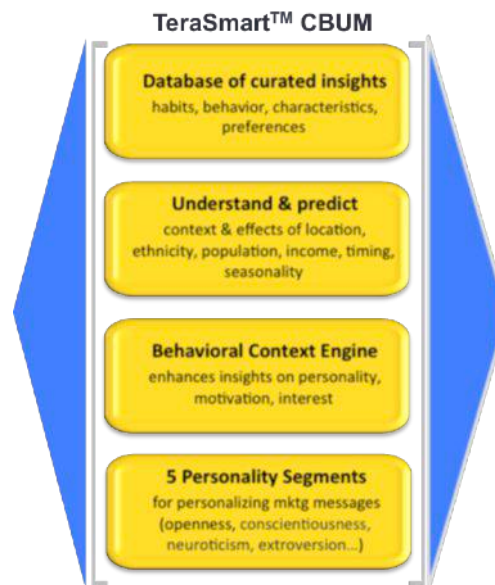 TeraSmart™ CBUM
Database of curated insights
habits, behavior, characteristics,
preferences
Understand & predict
context & effects of location,
ethnicity, population, income, timing,
seasonality
Behavioral Context Engine
enhances insights on personality,
motivation, interest
5 Personality Segments
for personalizing mktg messages
(openness, conscientiousness,
neuroticism, extroversion...)